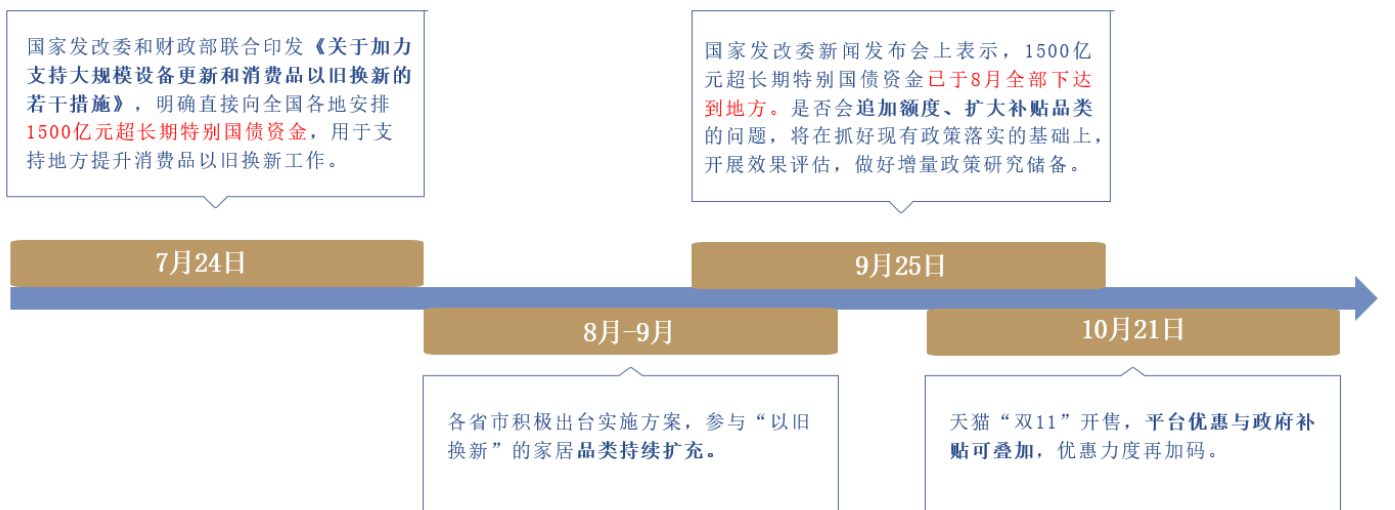 国家发改委和财政部联合印发《关于加力
支持大规模设备更新和消费品以旧换新的
若干措施》，明确直接向全国各地安排
1500亿元超长期特别国债资金，用于支
持地方提升消费品以旧换新工作。
国家发改委新闻发布会上表示，1500亿
元超长期特别国债资金已于8月全部下达
到地方。是否会追加额度、扩大补贴品类
的问题，将在抓好现有政策落实的基础上，
开展效果评估，做好增量政策研究储备。
7月24日
9月25日
8月-9月
10月21日
各省市积极出台实施方案，参与“以旧
换新”的家居品类持续扩充。
天猫“双11”开售，平台优惠与政府补
贴可叠加，优惠力度再加码。